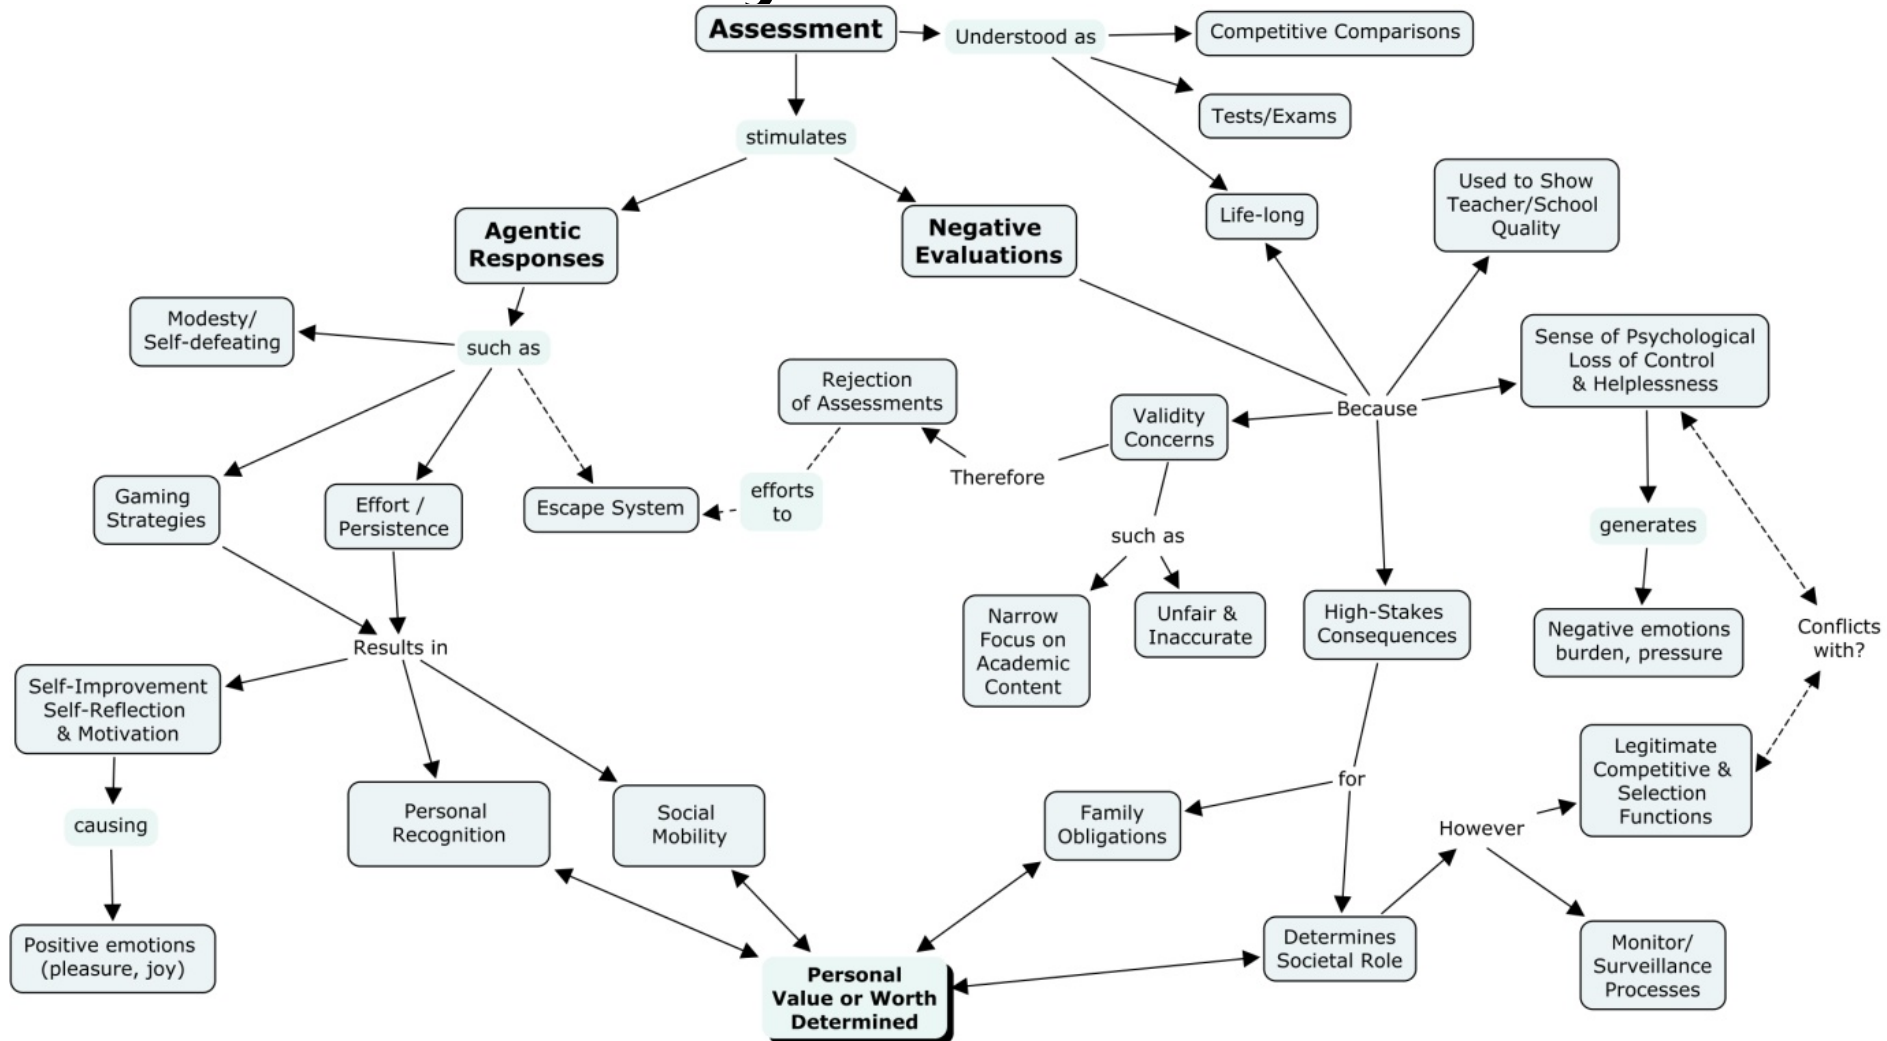 Assessment
Understood as
Competitive Comparisons
Tests/Exams
stimulates
Life-long
Used to Show
Teacher/School
Quality
Agentic
Responses
Negative
Evaluations
Modesty/
Self-defeating
such as
Rejection
of Assessments
Validity
Concerns
Because
Sense of Psychological
Loss of Control
& Helplessness
Therefore
Gaming
Strategies
Effort /
Persistence
Escape System
efforts
to
such as
generates
Narrow
Focus on
Academic
Content
Unfair &
Inaccurate
High-Stakes
Consequences
Negative emotions
burden, pressure
Conflicts
with?
Results in
Self-Improvement
Self-Reflection
& Motivation
causing
Personal
Recognition
Social
Mobility
Family
Obligations
for
However
Legitimate
Competitive &
Selection
Functions
Positive emotions
(pleasure, joy)
Personal
Value or Worth
Determined
Determines
Societal Role
Monitor/
Surveillance
Processes